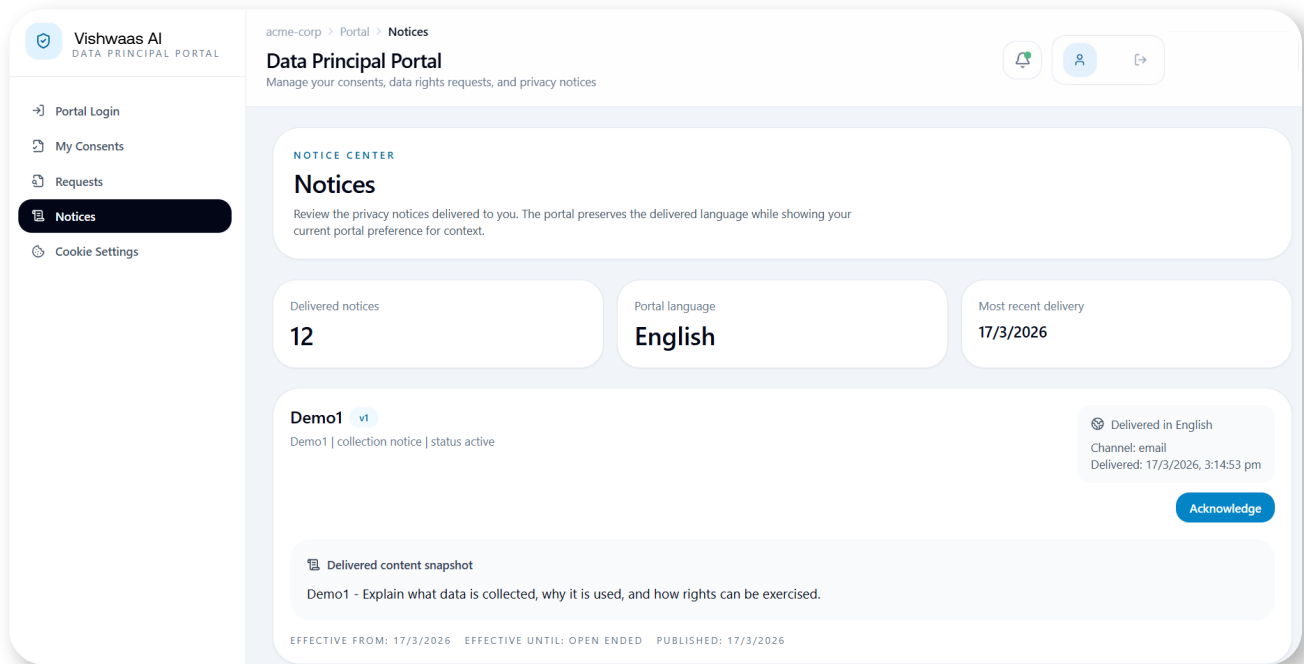 Vishwaas AI
DATA PRINCIPAL PORTAL
Portal Login
My Consents
Requests
Notices
Cookie Settings
acme-corp > Portal > Notices
Data Principal Portal
Manage your consents, data rights requests, and privacy notices
NOTICE CENTER
Notices
Review the privacy notices delivered to you. The portal preserves the delivered language while showing your
current portal preference for context.
Delivered notices
12
Portal language
English
Most recent delivery
17/3/2026
Demo1 v1
Demo1 | collection notice | status active
Delivered in English
Channel: email
Delivered: 17/3/2026, 3:14:53 pm
Acknowledge
Delivered content snapshot
Demo1 - Explain what data is collected, why it is used, and how rights can be exercised.
EFFECTIVE FROM: 17/3/2026 EFFECTIVE UNTIL: OPEN ENDED PUBLISHED: 17/3/2026